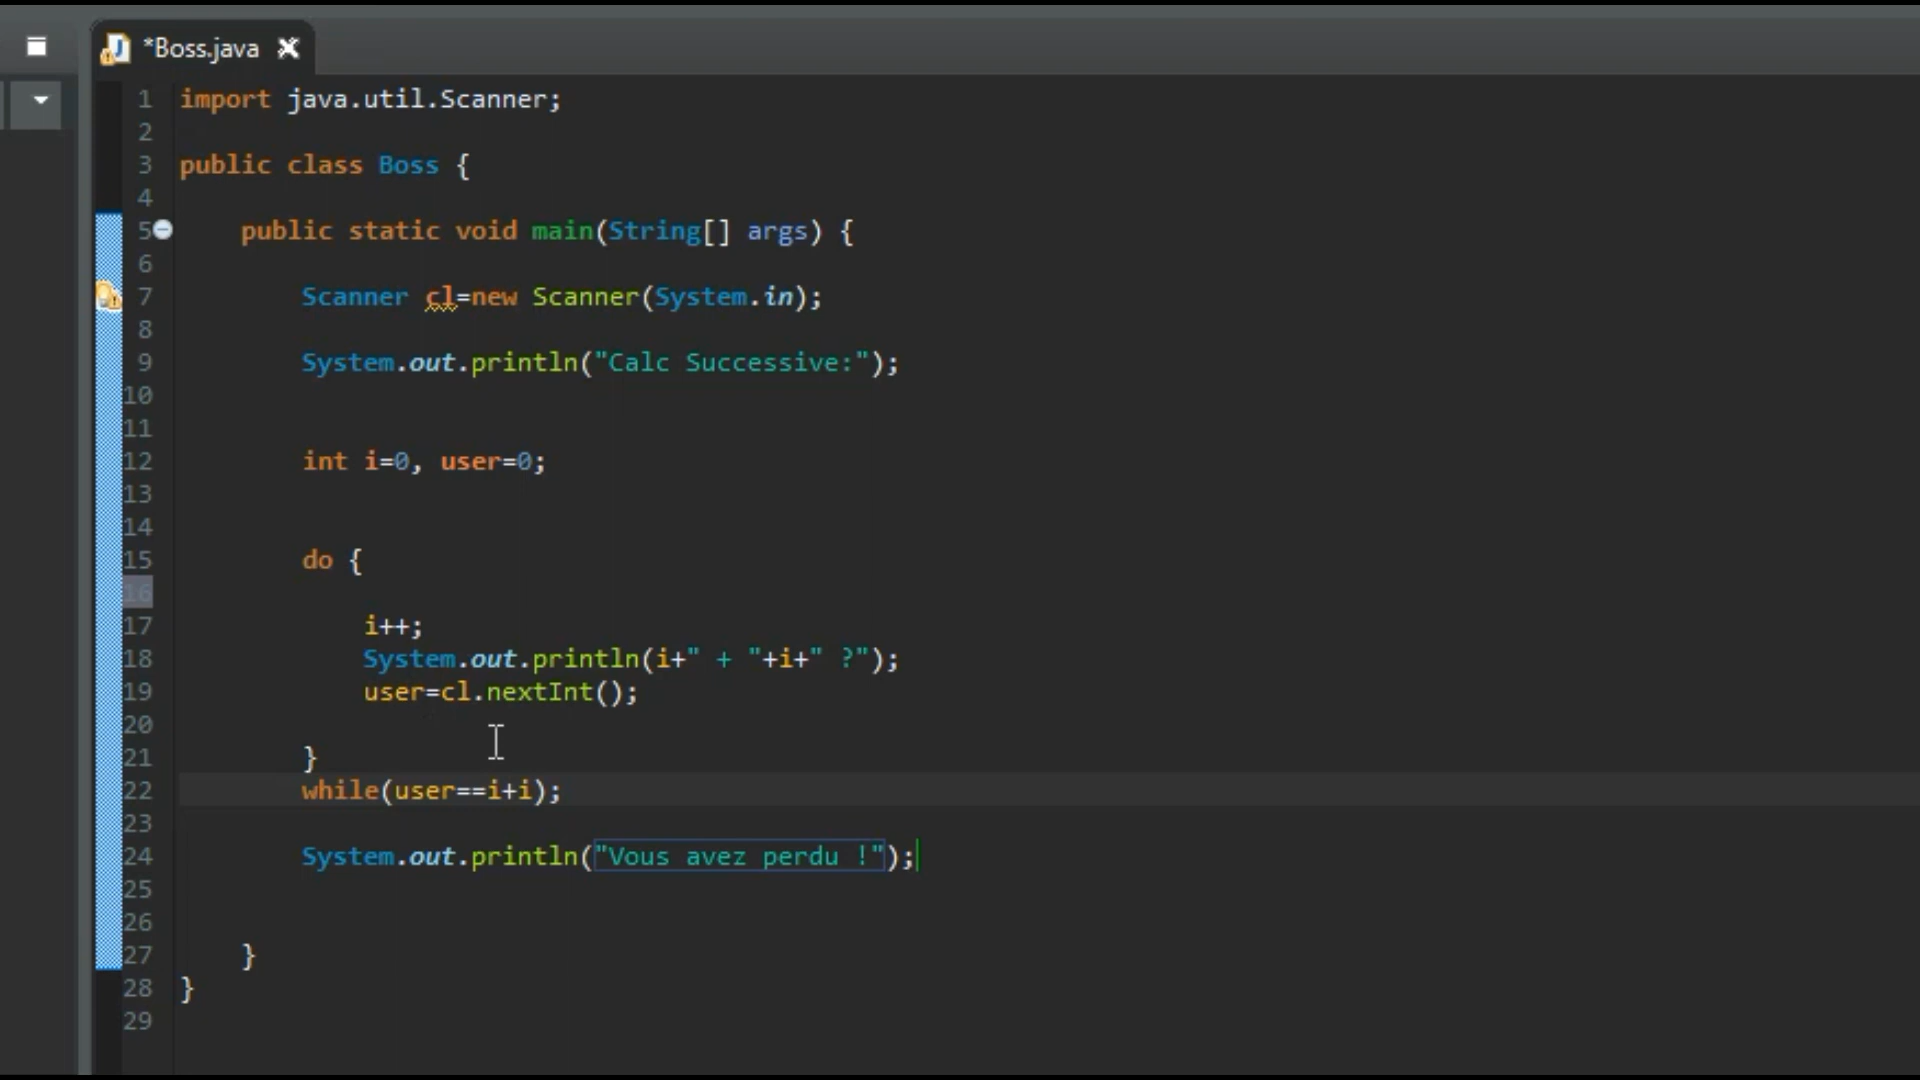 *Boss.java
1 import java.util.Scanner;
2
3 public class Boss {
4
5 public static void main(String[] args) {
6
7 Scanner cl=new Scanner(System.in);
8
9 System.out.println("Calc Successive:");
10
11
12 int i=0, user=0;
13
14
15 do {
16
17 i++;
18 System.out.println(i+" + "+i+" ?");
19 user=cl.nextInt();
20
21 }
22 while(user==i+i);
23
24 System.out.println("Vous avez perdu !");
25
26
27 }
28 }
29